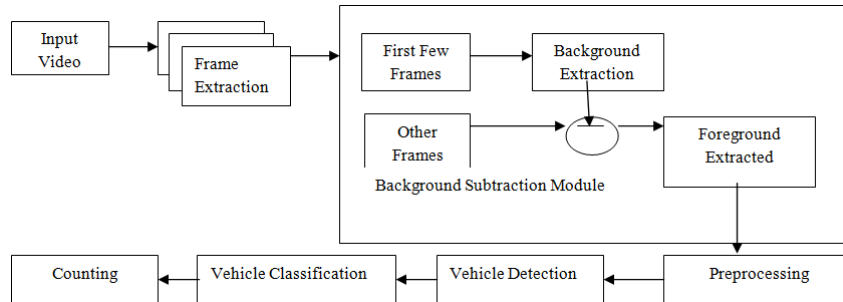 Input
Video
Frame
Extraction
First Few
Frames
Background
Extraction
Other
Frames
Foreground
Extracted
Background Subtraction Module
Counting
Vehicle Classification
Vehicle Detection
Preprocessing